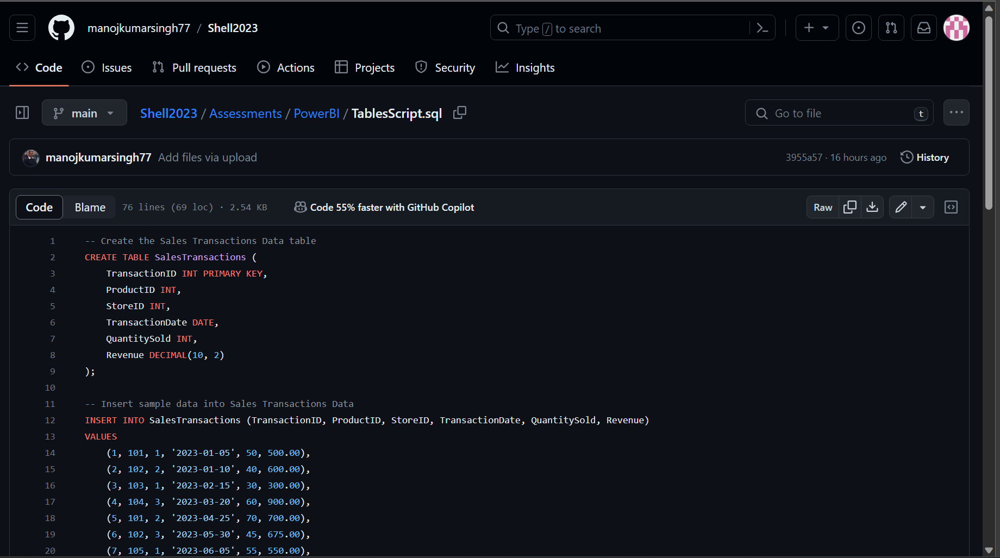 manojkumarsingh77 / Shell2023
Type / to search
Code Issues Pull requests Actions Projects Security Insights
main
Shell2023 / Assessments / PowerBI / TablesScript.sql
Go to file t
manojkumarsingh77 Add files via upload
3955a57 · 16 hours ago
History
Code Blame 76 lines (69 loc) · 2.54 KB
Code 55% faster with GitHub Copilot
Raw
1 -- Create the Sales Transactions Data table
2 CREATE TABLE SalesTransactions (
3 TransactionID INT PRIMARY KEY,
4 ProductID INT,
5 StoreID INT,
6 TransactionDate DATE,
7 QuantitySold INT,
8 Revenue DECIMAL(10, 2)
9 );
10
11 -- Insert sample data into Sales Transactions Data
12 INSERT INTO SalesTransactions (TransactionID, ProductID, StoreID, TransactionDate, QuantitySold, Revenue)
13 VALUES
14 (1, 101, 1, '2023-01-05', 50, 500.00),
15 (2, 102, 2, '2023-01-10', 40, 600.00),
16 (3, 103, 1, '2023-02-15', 30, 300.00),
17 (4, 104, 3, '2023-03-20', 60, 900.00),
18 (5, 101, 2, '2023-04-25', 70, 700.00),
19 (6, 102, 3, '2023-05-30', 45, 675.00),
20 (7, 105, 1, '2023-06-05', 55, 550.00),